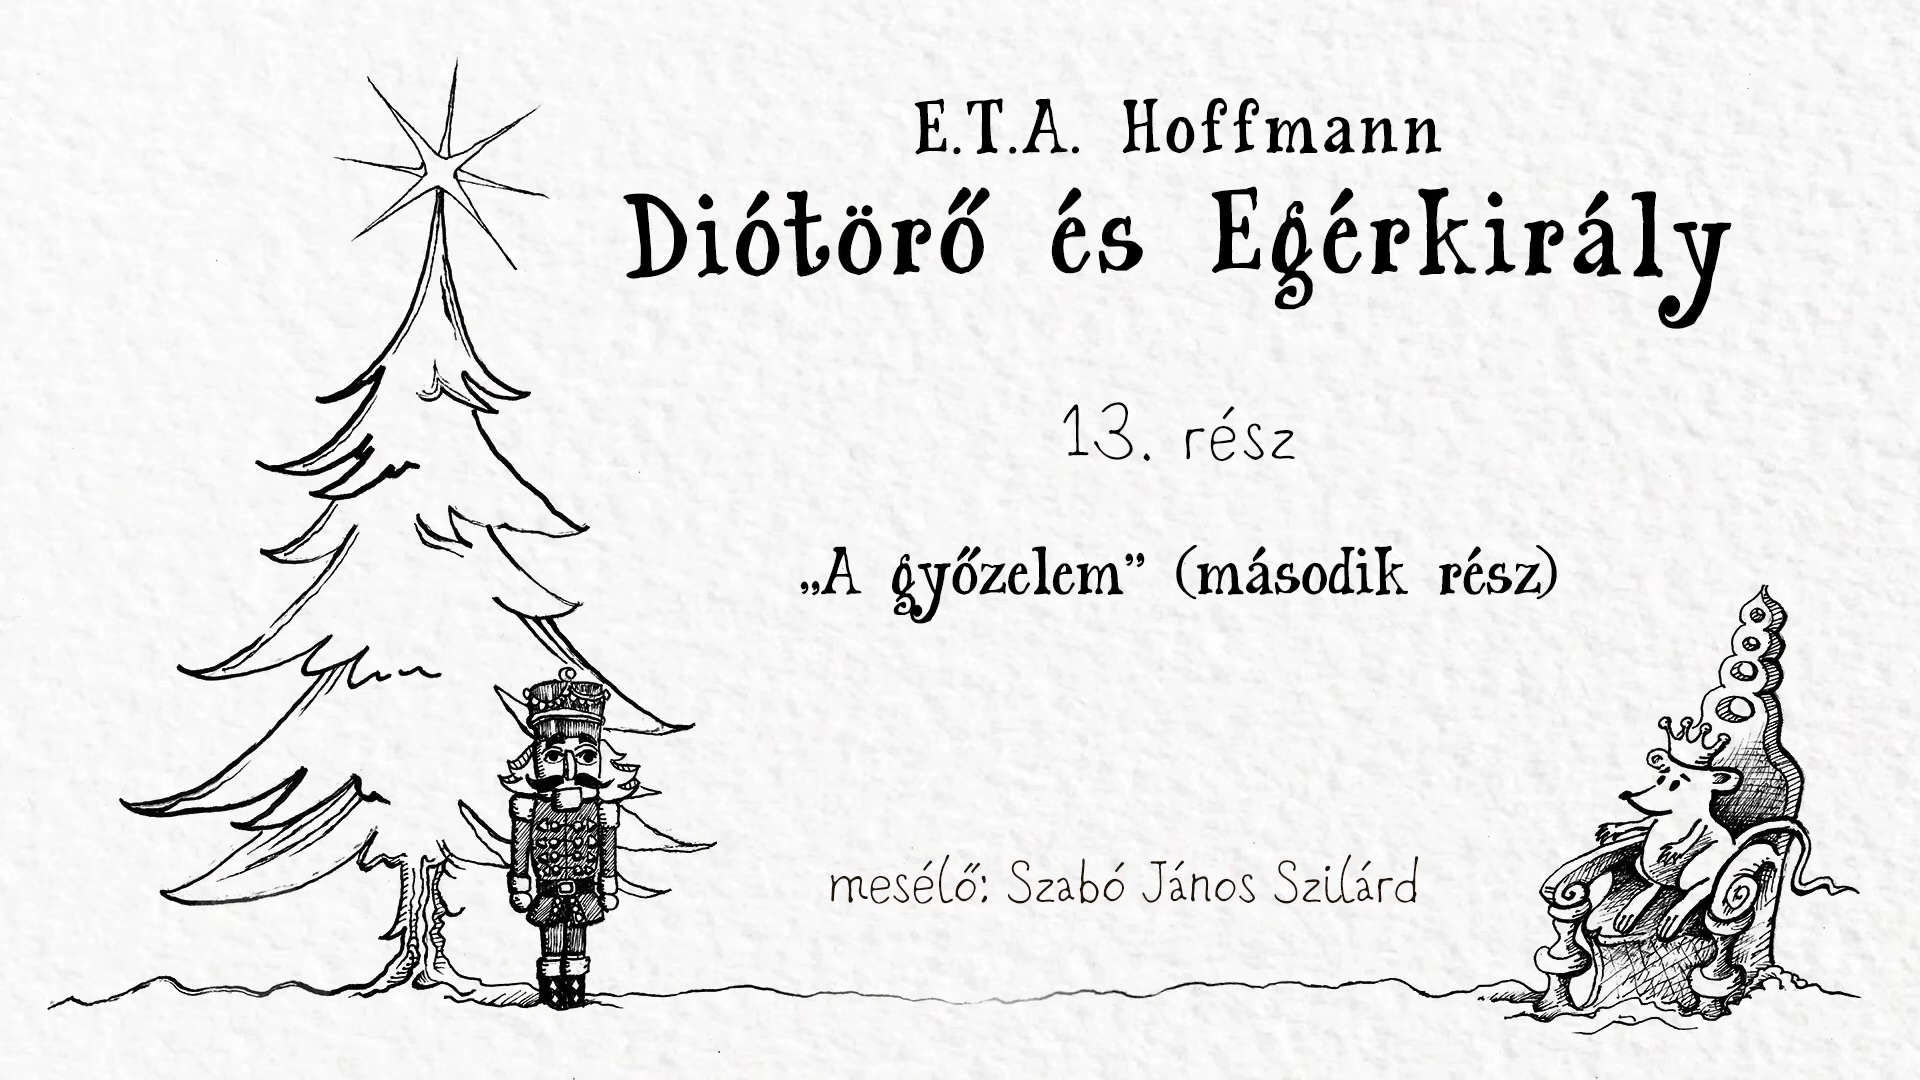 E.T.A. Hoffmann
Diótörő és Egérkirály
13. rész
„A győzelem” (második rész)
mesélő: Szabó János Szilárd